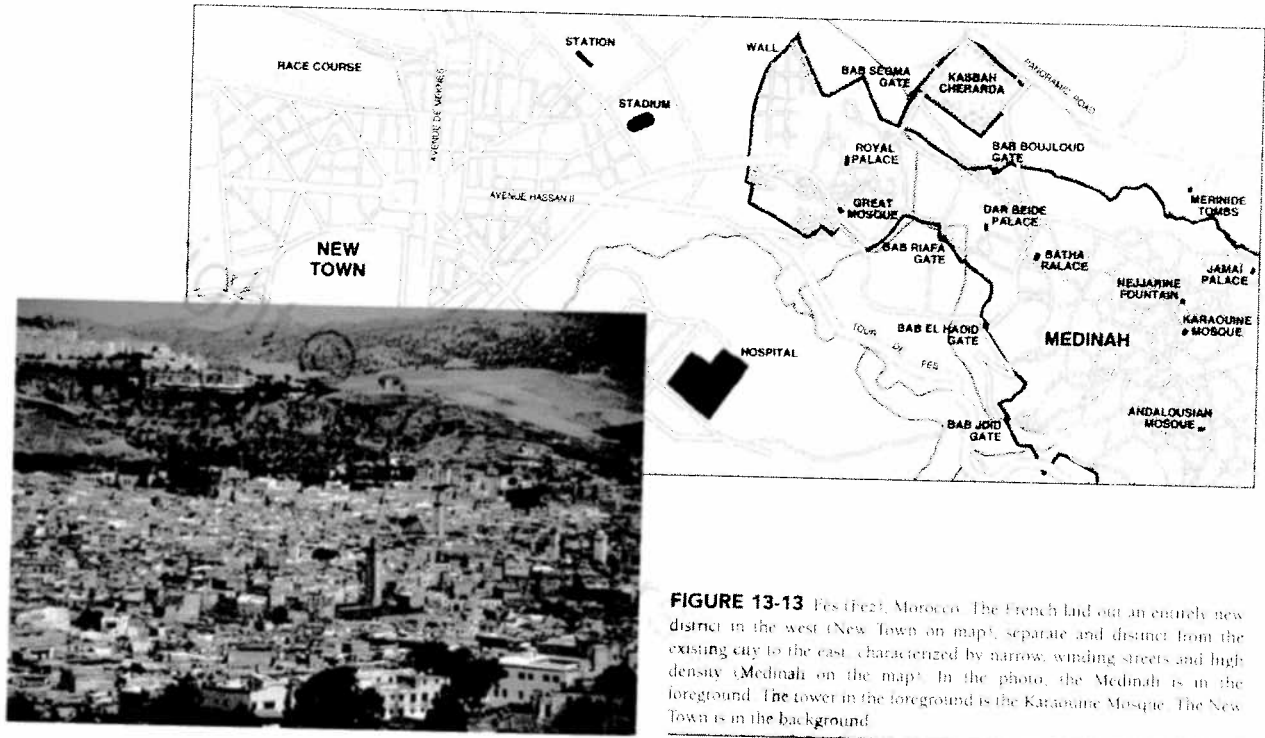 STATION
WALL
RACE COURSE
BAB SEGMA
GATE
KASBAH
CHERARDA
PANORAMIC ROAD
AVENUE DE MEKNES
STADIUM
ROYAL
PALACE
BAB BOUJLOUD
GATE
AVENUE HASSAN II
GREAT
MOSQUE
DAR BEIDE
PALACE
MERINIDE
TOMBS
NEW
TOWN
BAB RIAFA
GATE
BATHA
RALACE
JAMAÏ
PALACE
NEJJARINE
FOUNTAIN
KARAOUINE
MOSQUE
TOUR DE FES
BAB EL HADID
GATE
MEDINAH
HOSPITAL
ANDALOUSIAN
MOSQUE
BAB JDID
GATE
FIGURE 13-13 Fès (Fez), Morocco. The French laid out an entirely new
district in the west (New Town on map), separate and distinct from the
existing city to the east, characterized by narrow, winding streets and high
density (Medinah on the map). In the photo, the Medinah is in the
foreground. The tower in the foreground is the Karaouine Mosque. The New
Town is in the background.